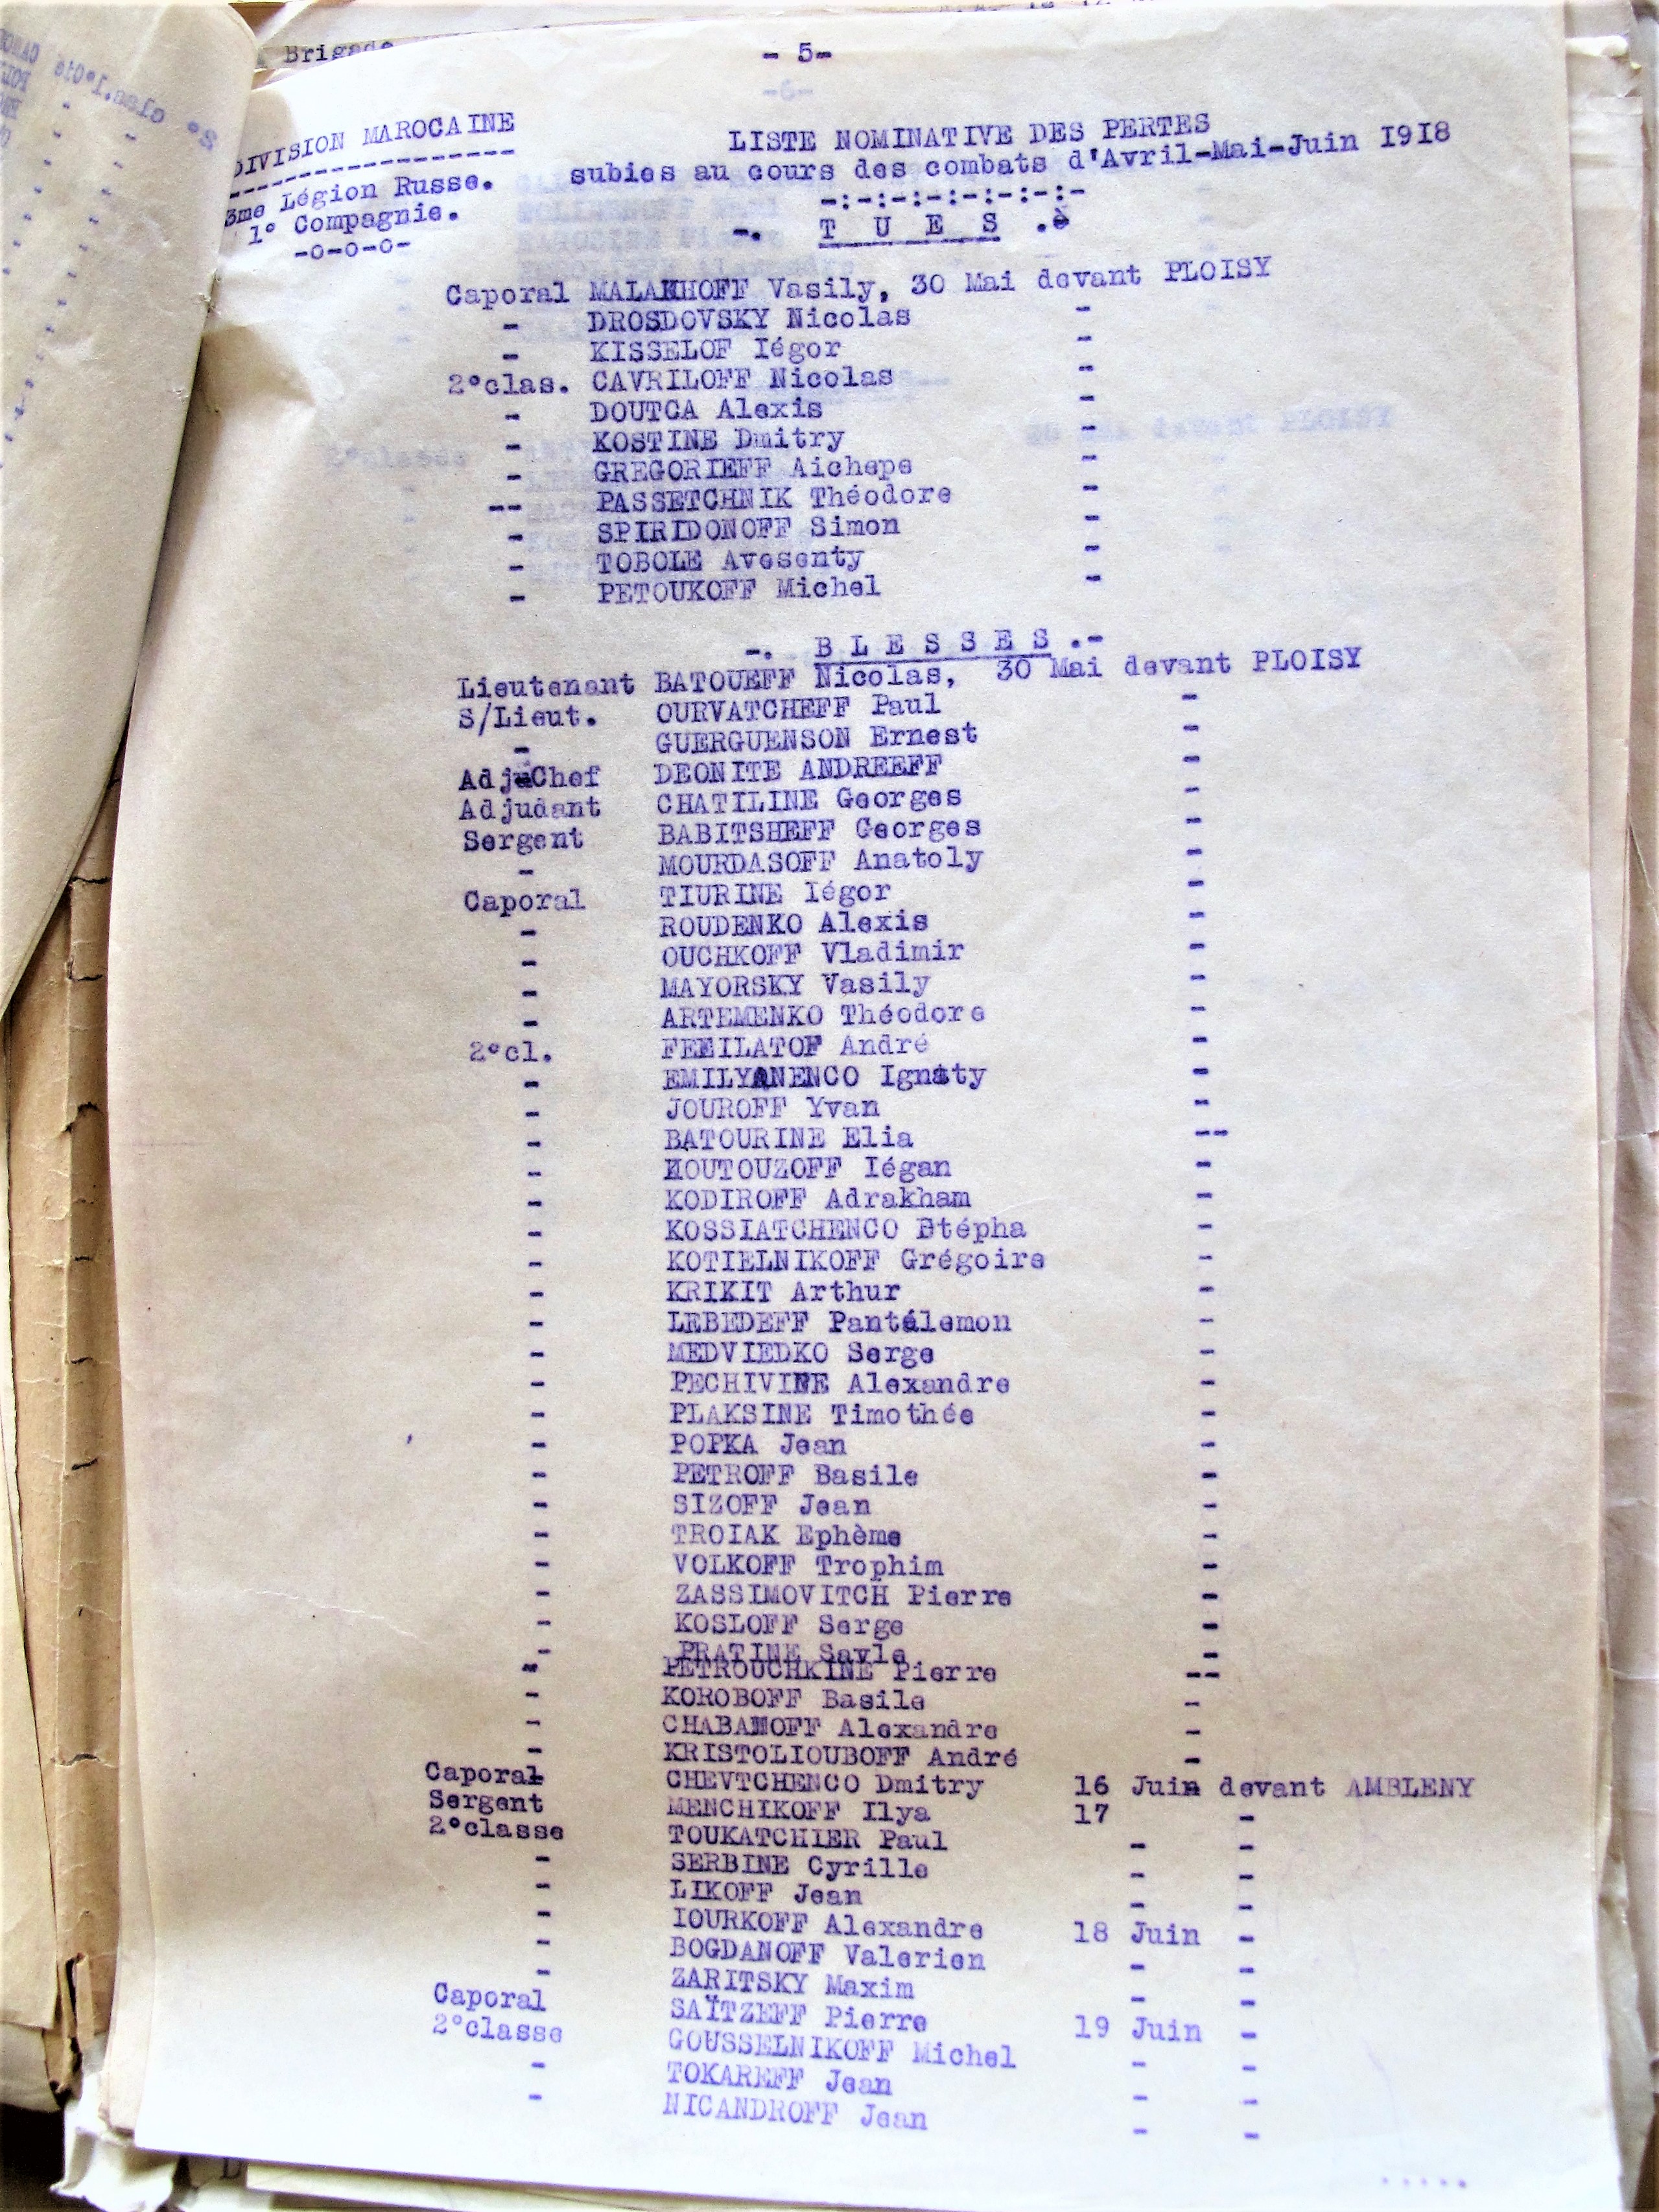 Brigade
- 5-
DIVISION MAROCAINE
------------------
3me Légion Russe.
1° Compagnie.
-o-o-o-
LISTE NOMINATIVE DES PERTES
subies au cours des combats d'Avril-Mai-Juin 1918
-:-:-:-:-:-:-
-. T U E S .-
Caporal MALAKHOFF Vasily, 30 Mai devant PLOISY
- DROSDOVSKY Nicolas -
- KISSELOF Iégor -
2°clas. CAVRILOFF Nicolas -
- DOUTCA Alexis -
- KOSTINE Dmitry -
- GREGORIEFF Aichepe -
-- PASSETCHNIK Théodore -
- SPIRIDONOFF Simon -
- TOBOLE Avesenty -
- PETOUKOFF Michel -
-. B L E S S E S .-
Lieutenant BATOUEFF Nicolas, 30 Mai devant PLOISY
S/Lieut. OURVATCHEFF Paul -
- GUERGUENSON Ernest -
AdjuChef DEONITE ANDREEFF -
Adjudant CHATILINE Georges -
Sergent BABITSHEFF Georges -
- MOURDASOFF Anatoly -
Caporal TIURINE Iégor -
- ROUDENKO Alexis -
- OUCHKOFF Vladimir -
- MAYORSKY Vasily -
- ARTEMENKO Théodore -
2°cl. FEEILATOF André -
- EMILYANENCO Ignaty -
- JOUROFF Yvan -
- BATOURINE Elia --
- KOUTOUZOFF Iégan -
- KODIROFF Adrakham -
- KOSSIATCHENCO Stépha -
- KOTIELNIKOFF Grégoire -
- KRIKIT Arthur -
- LEBEDEFF Pantélemon -
- MEDVIEDKO Serge -
- PECHIVINE Alexandre -
- PLAKSINE Timothée -
- POPKA Jean -
- PETROFF Basile -
- SIZOFF Jean -
- TROIAK Ephème -
- VOLKOFF Trophim -
- ZASSIMOVITCH Pierre -
- KOSLOFF Serge -
- PRATINE Savle -
- PETROUCHKINE Pierre --
- KOROBOFF Basile -
- CHABANOFF Alexandre -
- KRISTOLIOUBOFF André -
Caporal CHEVTCHENCO Dmitry 16 Juin devant AMBLENY
Sergent MENCHIKOFF Ilya 17 -
2°classe TOUKATCHIER Paul - -
- SERBINE Cyrille - -
- LIKOFF Jean - -
- IOURKOFF Alexandre 18 Juin -
- BOGDANOFF Valerien - -
- ZARITSKY Maxim - -
Caporal SAÏTZEFF Pierre 19 Juin -
2°classe GOUSSELNIKOFF Michel - -
- TOKAREFF Jean - -
- NICANDROFF Jean - -
.....